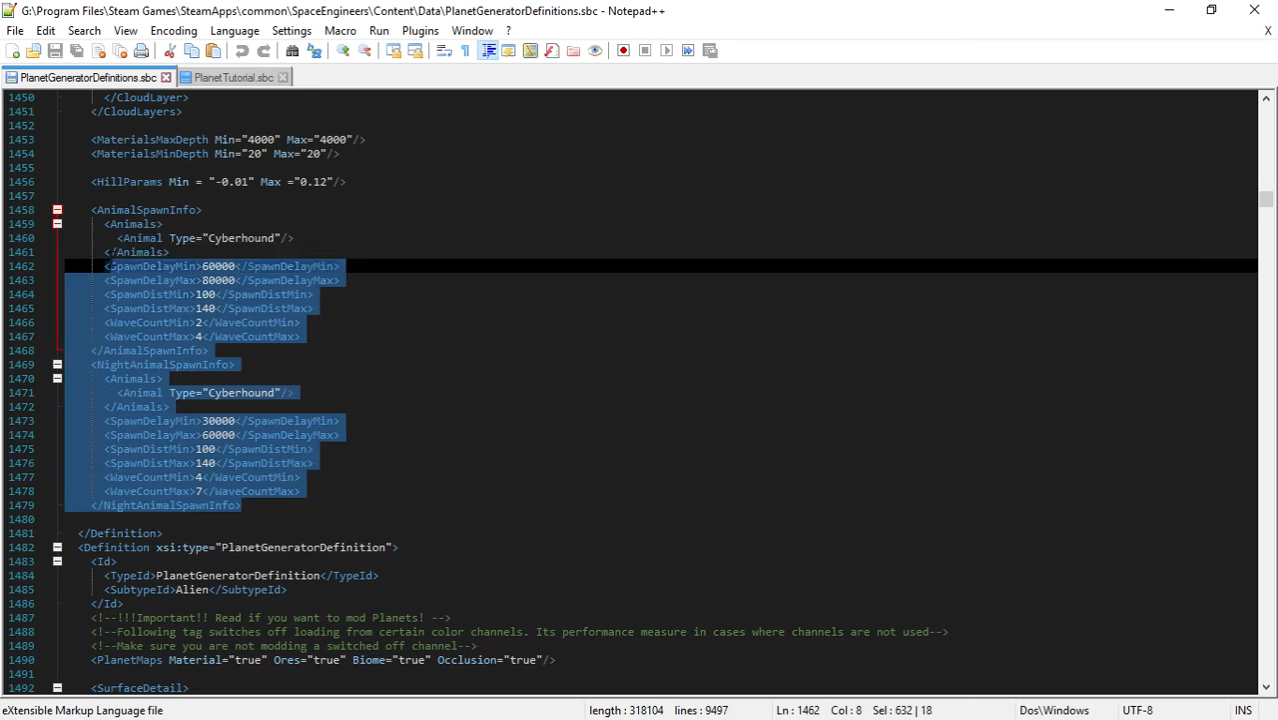 G:\Program Files\Steam Games\SteamApps\common\SpaceEngineers\Content\Data\PlanetGeneratorDefinitions.sbc - Notepad++
File Edit Search View Encoding Language Settings Macro Run Plugins Window ? X
PlanetGeneratorDefinitions.sbc PlanetTutorial.sbc
1450 </CloudLayer>
1451 </CloudLayers>
1452
1453 <MaterialsMaxDepth Min="4000" Max="4000"/>
1454 <MaterialsMinDepth Min="20" Max="20"/>
1455
1456 <HillParams Min = "-0.01" Max ="0.12"/>
1457
1458 <AnimalSpawnInfo>
1459 <Animals>
1460 <Animal Type="Cyberhound"/>
1461 </Animals>
1462 <SpawnDelayMin>60000</SpawnDelayMin>
1463 <SpawnDelayMax>80000</SpawnDelayMax>
1464 <SpawnDistMin>100</SpawnDistMin>
1465 <SpawnDistMax>140</SpawnDistMax>
1466 <WaveCountMin>2</WaveCountMin>
1467 <WaveCountMax>4</WaveCountMax>
1468 </AnimalSpawnInfo>
1469 <NightAnimalSpawnInfo>
1470 <Animals>
1471 <Animal Type="Cyberhound"/>
1472 </Animals>
1473 <SpawnDelayMin>30000</SpawnDelayMin>
1474 <SpawnDelayMax>60000</SpawnDelayMax>
1475 <SpawnDistMin>100</SpawnDistMin>
1476 <SpawnDistMax>140</SpawnDistMax>
1477 <WaveCountMin>4</WaveCountMin>
1478 <WaveCountMax>7</WaveCountMax>
1479 </NightAnimalSpawnInfo>
1480
1481 </Definition>
1482 <Definition xsi:type="PlanetGeneratorDefinition">
1483 <Id>
1484 <TypeId>PlanetGeneratorDefinition</TypeId>
1485 <SubtypeId>Alien</SubtypeId>
1486 </Id>
1487 <!--!!!Important!! Read if you want to mod Planets! -->
1488 <!--Following tag switches off loading from certain color channels. Its performance measure in cases where channels are not used-->
1489 <!--Make sure you are not modding a switched off channel-->
1490 <PlanetMaps Material="true" Ores="true" Biome="true" Occlusion="true"/>
1491
1492 <SurfaceDetail>
eXtensible Markup Language file length : 318104 lines : 9497 Ln : 1462 Col : 8 Sel : 632 | 18 Dos\Windows UTF-8 INS